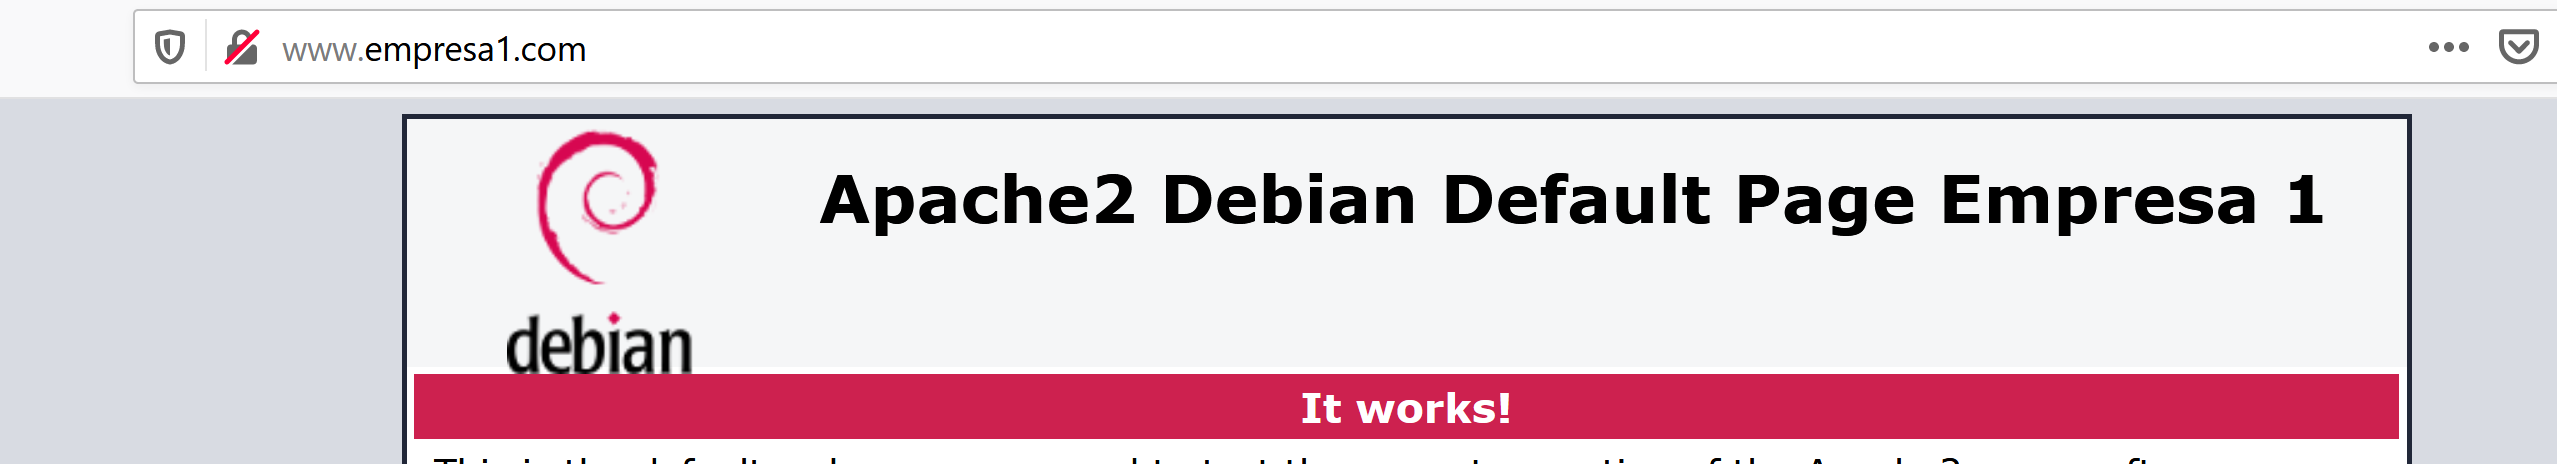 www.empresa1.com
debian
Apache2 Debian Default Page Empresa 1
It works!